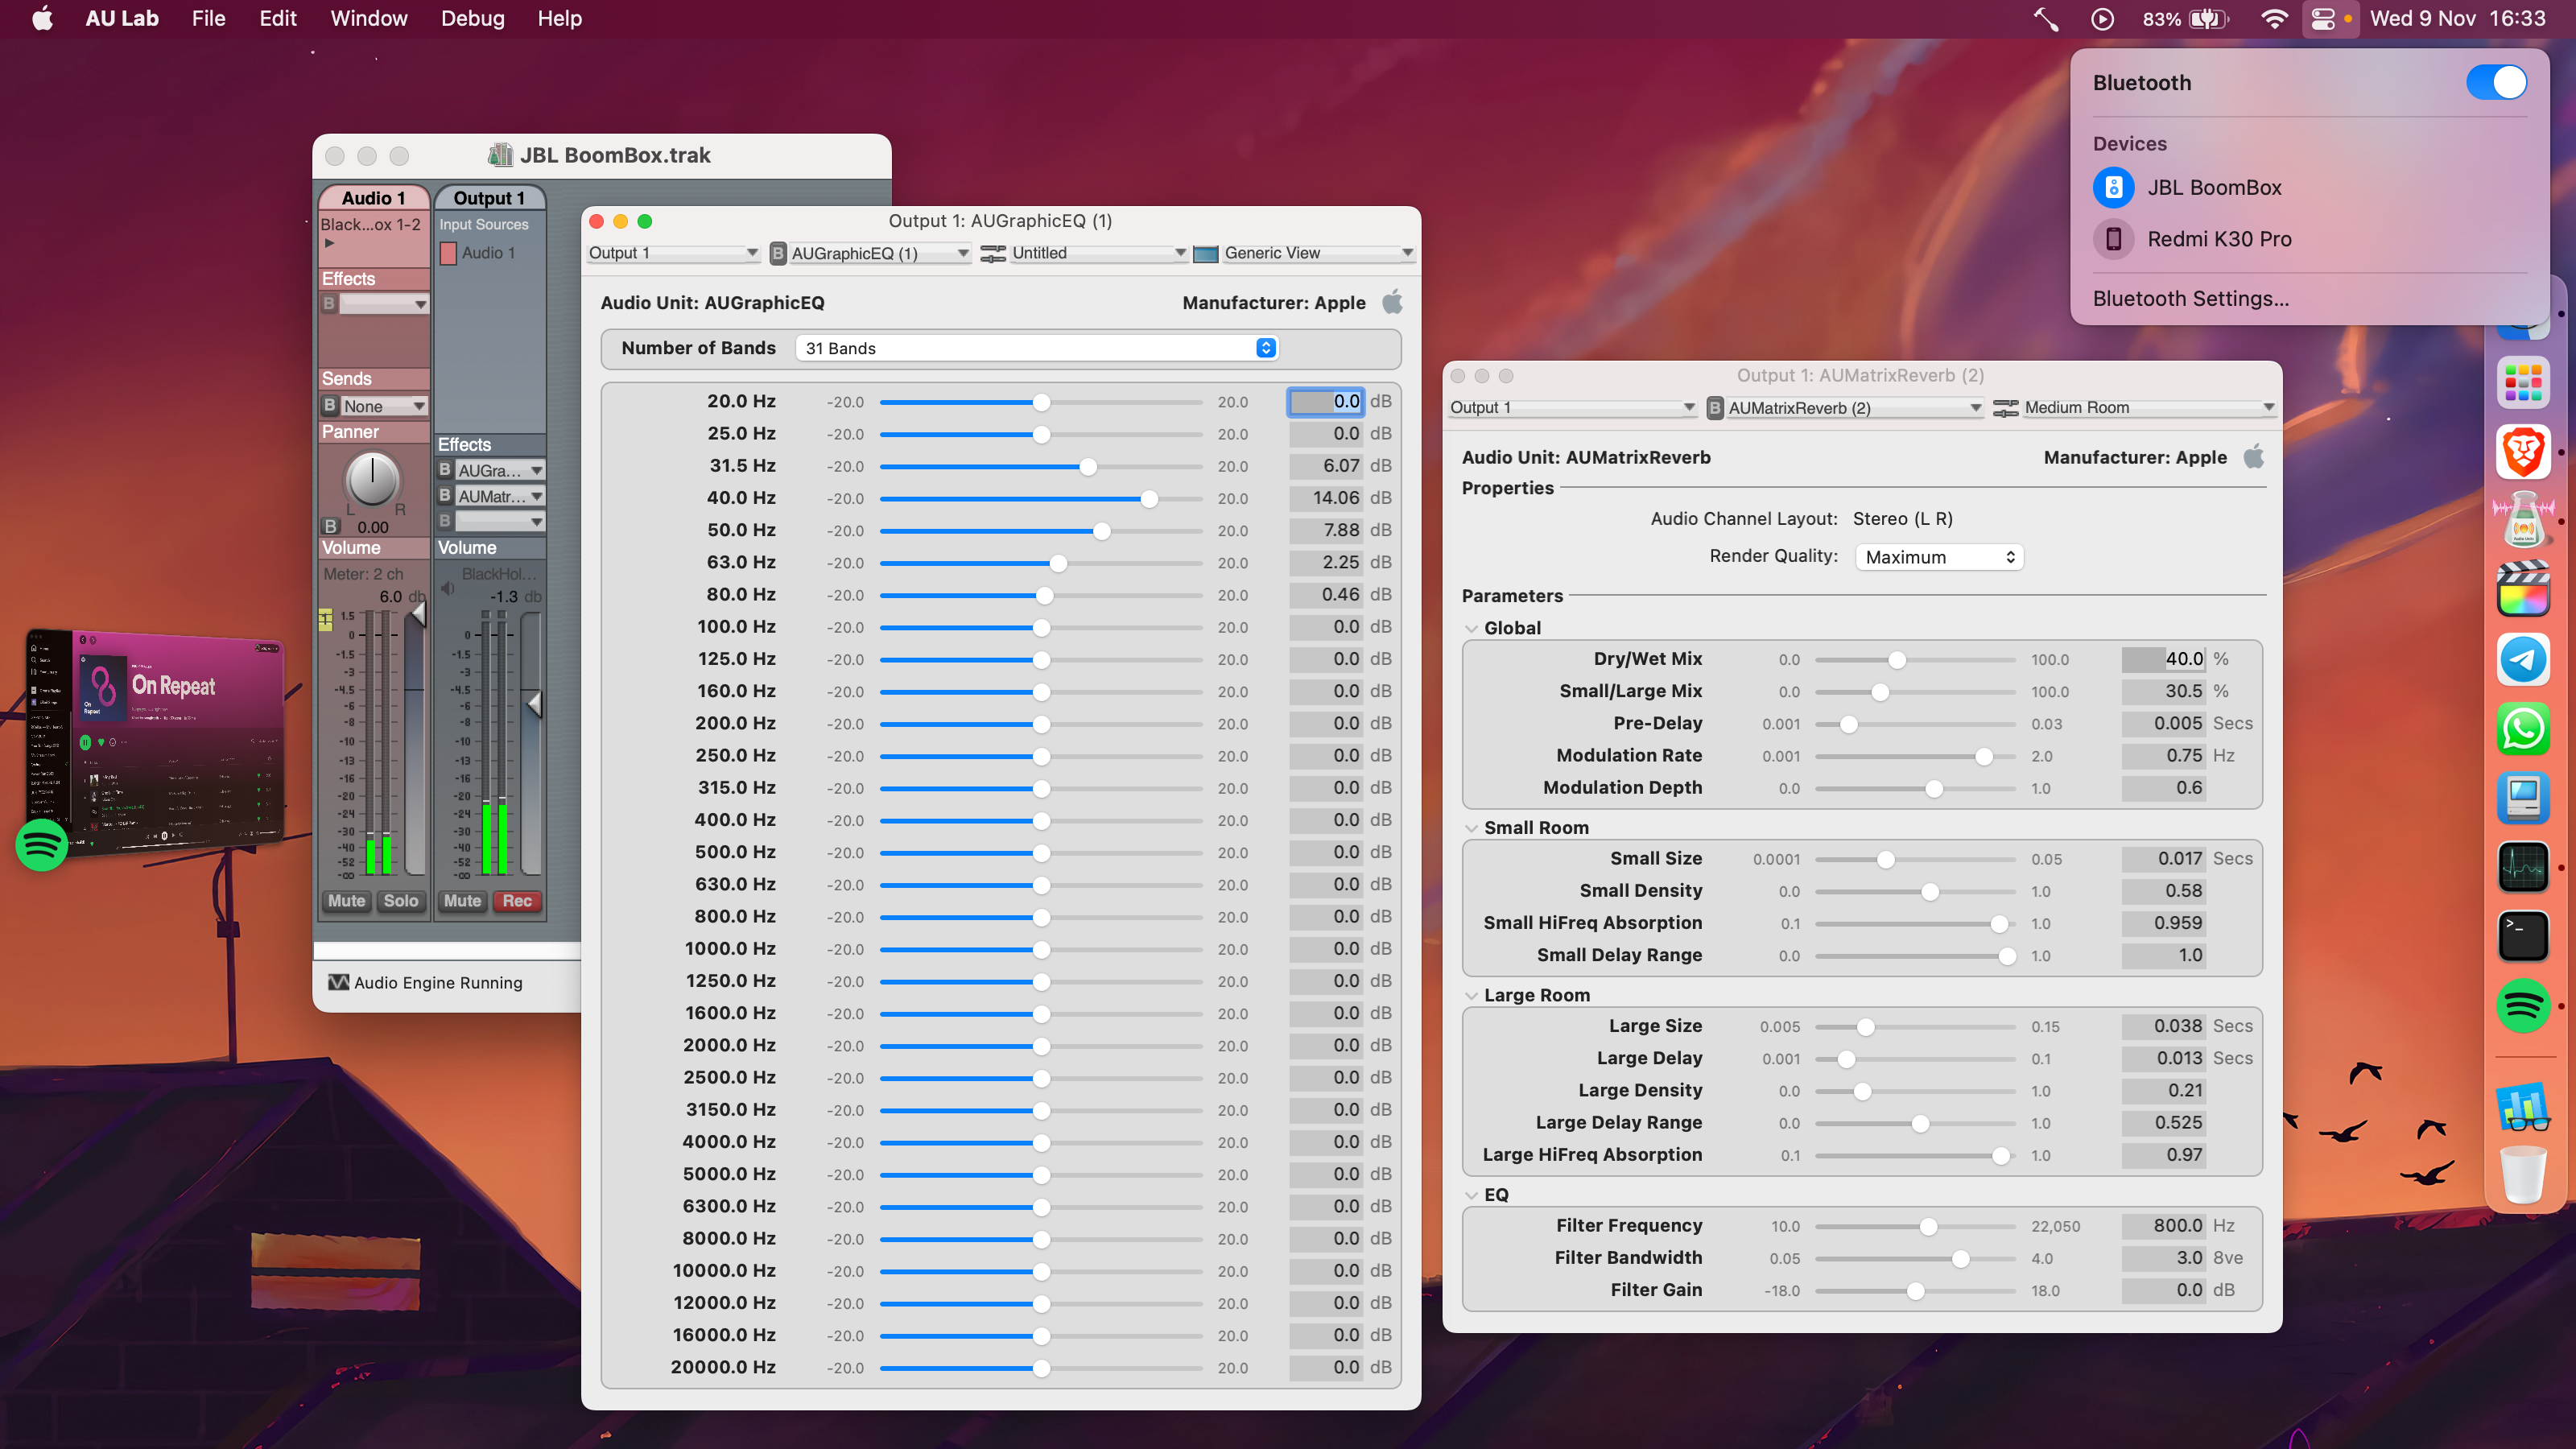 AU Lab File Edit Window Debug Help
83% Wed 9 Nov 16:33
Bluetooth
Devices
JBL BoomBox
Redmi K30 Pro
Bluetooth Settings...
JBL BoomBox.trak
Audio 1 Output 1
Black...ox 1-2 Input Sources
Audio 1
Effects
B
Sends
B None
Panner
Effects
B AUGra...
B AUMatr...
B
L R
B 0.00
Volume Volume
Meter: 2 ch BlackHol...
6.0 db -1.3 db
1.5
0 0
-1.5 -1.5
-3 -3
-4.5 -4.5
-6 -6
-8 -8
-10 -10
-13 -13
-16 -16
-20 -20
-24 -24
-30 -30
-40 -40
-52 -52
-∞ -∞
Mute Solo Mute Rec
Audio Engine Running
On Repeat
On Repeat
Output 1: AUGraphicEQ (1)
Output 1 B AUGraphicEQ (1) Untitled Generic View
Audio Unit: AUGraphicEQ Manufacturer: Apple
Number of Bands 31 Bands
20.0 Hz -20.0 20.0 0.0 dB
25.0 Hz -20.0 20.0 0.0 dB
31.5 Hz -20.0 20.0 6.07 dB
40.0 Hz -20.0 20.0 14.06 dB
50.0 Hz -20.0 20.0 7.88 dB
63.0 Hz -20.0 20.0 2.25 dB
80.0 Hz -20.0 20.0 0.46 dB
100.0 Hz -20.0 20.0 0.0 dB
125.0 Hz -20.0 20.0 0.0 dB
160.0 Hz -20.0 20.0 0.0 dB
200.0 Hz -20.0 20.0 0.0 dB
250.0 Hz -20.0 20.0 0.0 dB
315.0 Hz -20.0 20.0 0.0 dB
400.0 Hz -20.0 20.0 0.0 dB
500.0 Hz -20.0 20.0 0.0 dB
630.0 Hz -20.0 20.0 0.0 dB
800.0 Hz -20.0 20.0 0.0 dB
1000.0 Hz -20.0 20.0 0.0 dB
1250.0 Hz -20.0 20.0 0.0 dB
1600.0 Hz -20.0 20.0 0.0 dB
2000.0 Hz -20.0 20.0 0.0 dB
2500.0 Hz -20.0 20.0 0.0 dB
3150.0 Hz -20.0 20.0 0.0 dB
4000.0 Hz -20.0 20.0 0.0 dB
5000.0 Hz -20.0 20.0 0.0 dB
6300.0 Hz -20.0 20.0 0.0 dB
8000.0 Hz -20.0 20.0 0.0 dB
10000.0 Hz -20.0 20.0 0.0 dB
12000.0 Hz -20.0 20.0 0.0 dB
16000.0 Hz -20.0 20.0 0.0 dB
20000.0 Hz -20.0 20.0 0.0 dB
Output 1: AUMatrixReverb (2)
Output 1 B AUMatrixReverb (2) Medium Room
Audio Unit: AUMatrixReverb Manufacturer: Apple
Properties
Audio Channel Layout: Stereo (L R)
Render Quality: Maximum
Parameters
Global
Dry/Wet Mix 0.0 100.0 40.0 %
Small/Large Mix 0.0 100.0 30.5 %
Pre-Delay 0.001 0.03 0.005 Secs
Modulation Rate 0.001 2.0 0.75 Hz
Modulation Depth 0.0 1.0 0.6
Small Room
Small Size 0.0001 0.05 0.017 Secs
Small Density 0.0 1.0 0.58
Small HiFreq Absorption 0.1 1.0 0.959
Small Delay Range 0.0 1.0 1.0
Large Room
Large Size 0.005 0.15 0.038 Secs
Large Delay 0.001 0.1 0.013 Secs
Large Density 0.0 1.0 0.21
Large Delay Range 0.0 1.0 0.525
Large HiFreq Absorption 0.1 1.0 0.97
EQ
Filter Frequency 10.0 22,050 800.0 Hz
Filter Bandwidth 0.05 4.0 3.0 8ve
Filter Gain -18.0 18.0 0.0 dB